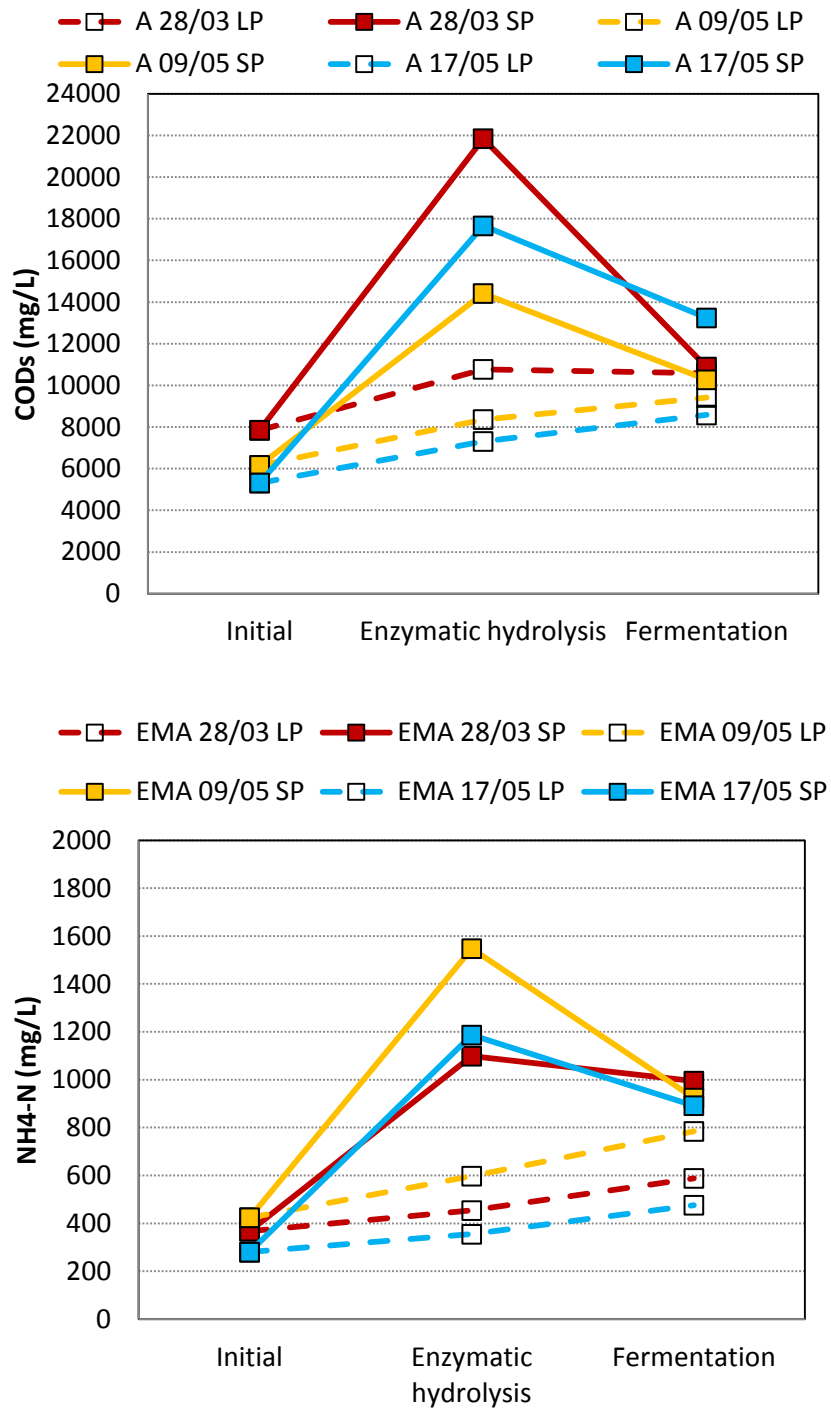 A 28/03 LP A 28/03 SP A 09/05 LP
A 09/05 SP A 17/05 LP A 17/05 SP
24000
22000
20000
18000
16000
14000
12000
10000
8000
6000
4000
2000
0
CODs (mg/L)
Initial Enzymatic hydrolysis Fermentation
EMA 28/03 LP EMA 28/03 SP EMA 09/05 LP
EMA 09/05 SP EMA 17/05 LP EMA 17/05 SP
2000
1800
1600
1400
1200
1000
800
600
400
200
0
NH4-N (mg/L)
Initial Enzymatic Fermentation
hydrolysis